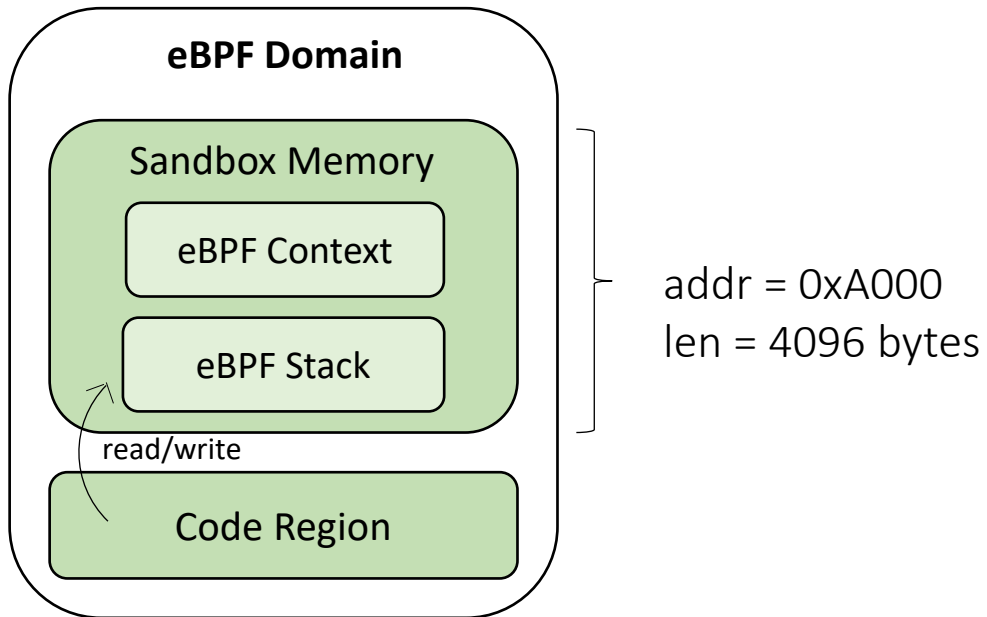 eBPF Domain
Sandbox Memory
eBPF Context
eBPF Stack
read/write
Code Region
addr = 0xA000
len = 4096 bytes